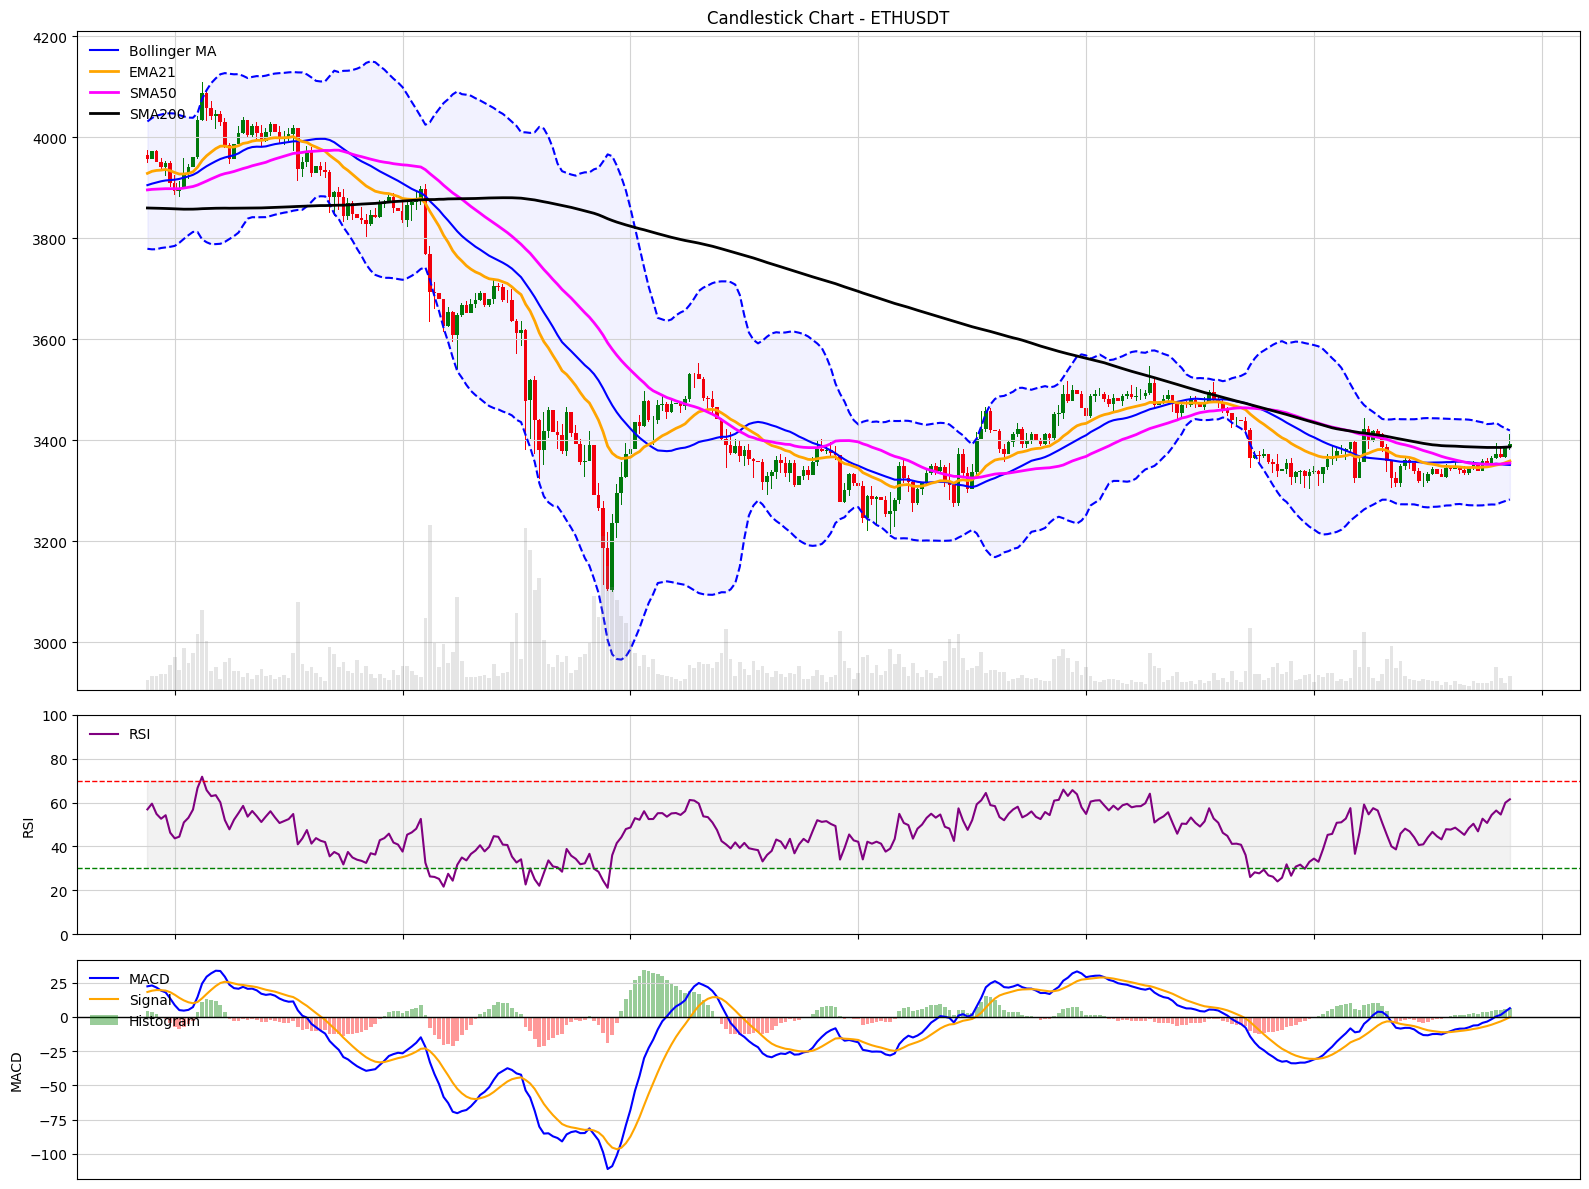 Candlestick Chart - ETHUSDT
4200
4000
3800
3600
3400
3200
3000
Bollinger MA
EMA21
SMA50
SMA200
100
80
60
40
20
0
RSI
RSI
25
0
−25
−50
−75
−100
MACD
MACD
Signal
Histogram